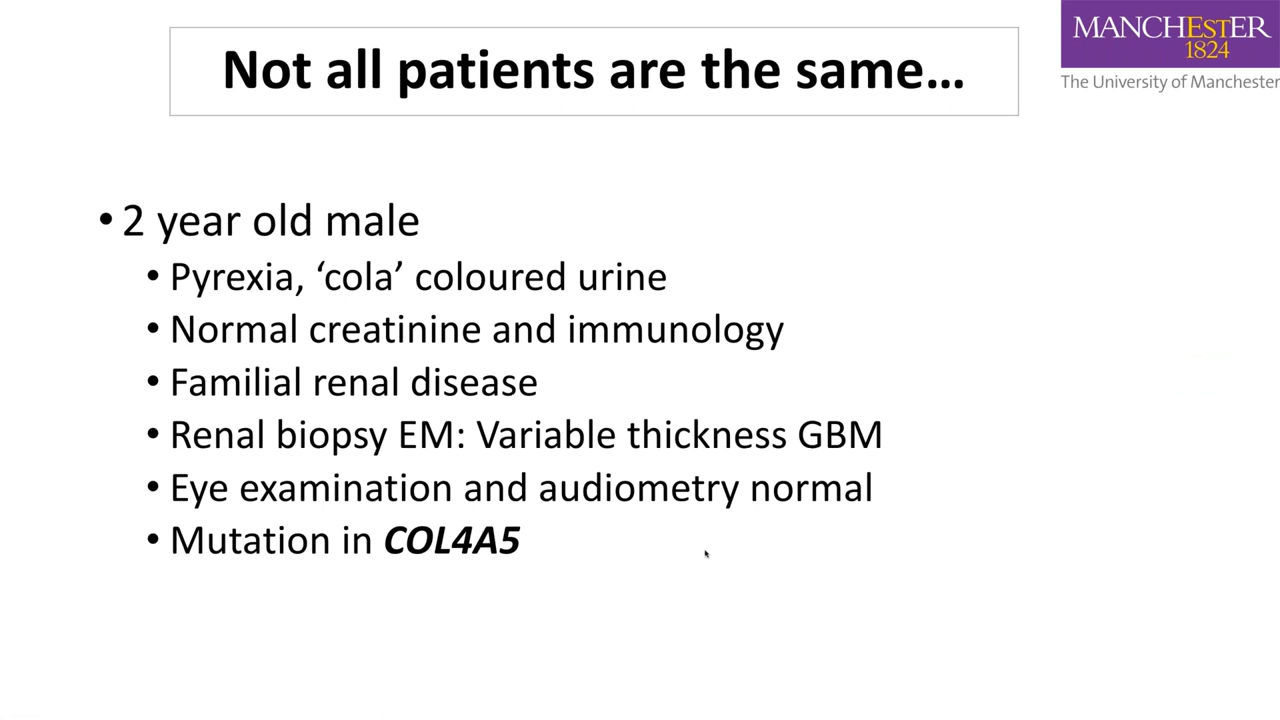 Not all patients are the same…
MANCHESTER
1824
The University of Manchester
• 2 year old male
• Pyrexia, ‘cola’ coloured urine
• Normal creatinine and immunology
• Familial renal disease
• Renal biopsy EM: Variable thickness GBM
• Eye examination and audiometry normal
• Mutation in COL4A5